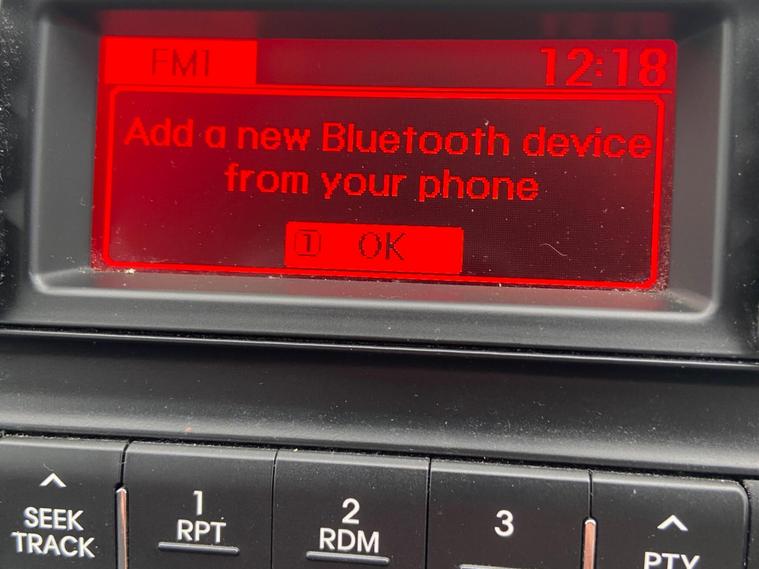 FM1 12:18
Add a new Bluetooth device
from your phone
1 OK
SEEK
TRACK
1
RPT
2
RDM
3
PTY